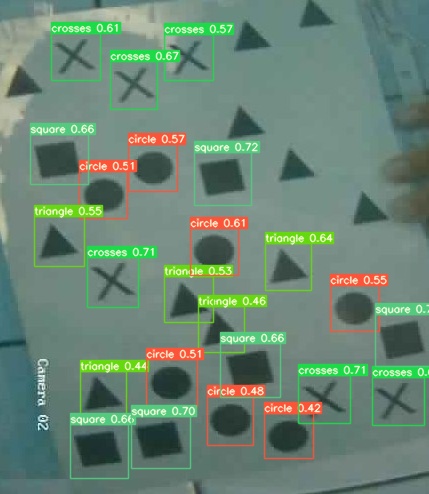 crosses 0.61
crosses 0.57
crosses 0.67
square 0.66
circle 0.57
circle 0.51
square 0.72
triangle 0.55
circle 0.61
triangle 0.64
crosses 0.71
triangle 0.53
circle 0.55
triangle 0.46
square
square 0.66
circle 0.51
triangle 0.44
crosses 0.71
crosses
circle 0.48
circle 0.42
square 0.66
square 0.70
Camera 02